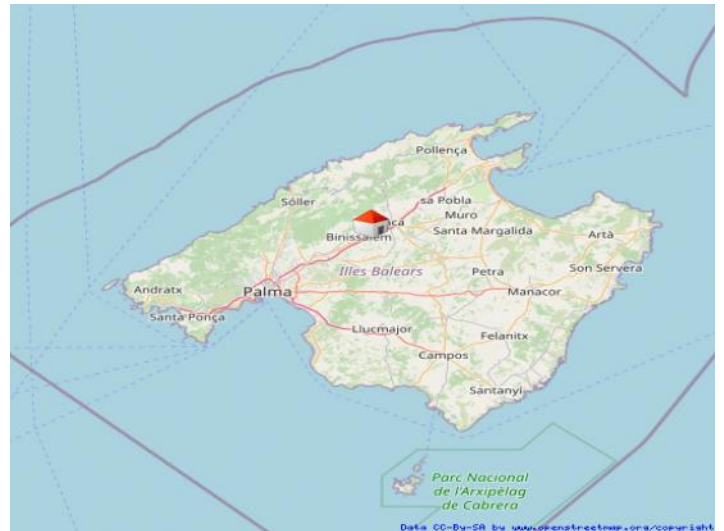 Pollença
sa Pobla
Sóller
Muro
Binissalem
Santa Margalida
Artà
Illes Balears
Petra
Son Servera
Andratx
Palma
Manacor
Santa Ponça
Llucmajor
Felanitx
Campos
Santanyí
Parc Nacional
de l'Arxipèlag
de Cabrera
Data CC-By-SA by www.openstreetmap.org/copyright